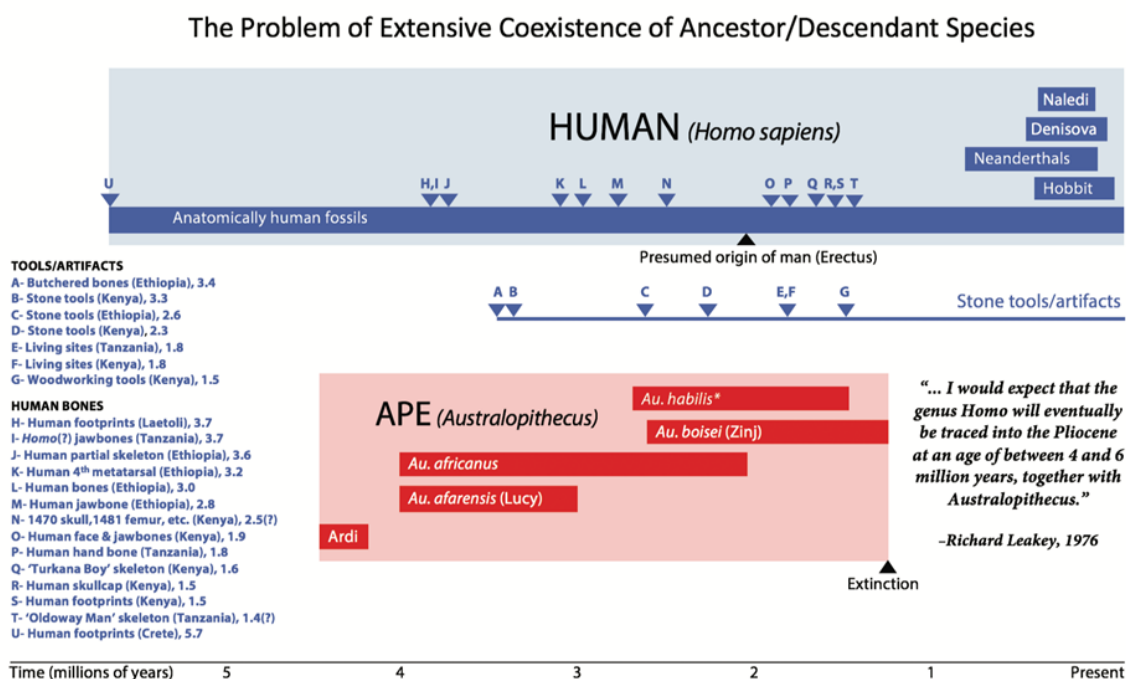 The Problem of Extensive Coexistence of Ancestor/Descendant Species
HUMAN (Homo sapiens)
Naledi
Denisova
Neanderthals
Hobbit
U
H,I J
K L M N
O P Q R,S T
Anatomically human fossils
Presumed origin of man (Erectus)
TOOLS/ARTIFACTS
A- Butchered bones (Ethiopia), 3.4
B- Stone tools (Kenya), 3.3
C- Stone tools (Ethiopia), 2.6
D- Stone tools (Kenya), 2.3
E- Living sites (Tanzania), 1.8
F- Living sites (Kenya), 1.8
G- Woodworking tools (Kenya), 1.5
HUMAN BONES
H- Human footprints (Laetoli), 3.7
I- Homo(?) jawbones (Tanzania), 3.7
J- Human partial skeleton (Ethiopia), 3.6
K- Human 4th metatarsal (Ethiopia), 3.2
L- Human bones (Ethiopia), 3.0
M- Human jawbone (Ethiopia), 2.8
N- 1470 skull,1481 femur, etc. (Kenya), 2.5(?)
O- Human face & jawbones (Kenya), 1.9
P- Human hand bone (Tanzania), 1.8
Q- ‘Turkana Boy’ skeleton (Kenya), 1.6
R- Human skullcap (Kenya), 1.5
S- Human footprints (Kenya), 1.5
T- ‘Oldoway Man’ skeleton (Tanzania), 1.4(?)
U- Human footprints (Crete), 5.7
A B C D E,F G
Stone tools/artifacts
APE (Australopithecus)
Au. habilis*
Au. boisei (Zinj)
Au. africanus
Au. afarensis (Lucy)
Ardi
Extinction
“... I would expect that the
genus Homo will eventually
be traced into the Pliocene
at an age of between 4 and 6
million years, together with
Australopithecus.”
–Richard Leakey, 1976
Time (millions of years) 5 4 3 2 1 Present